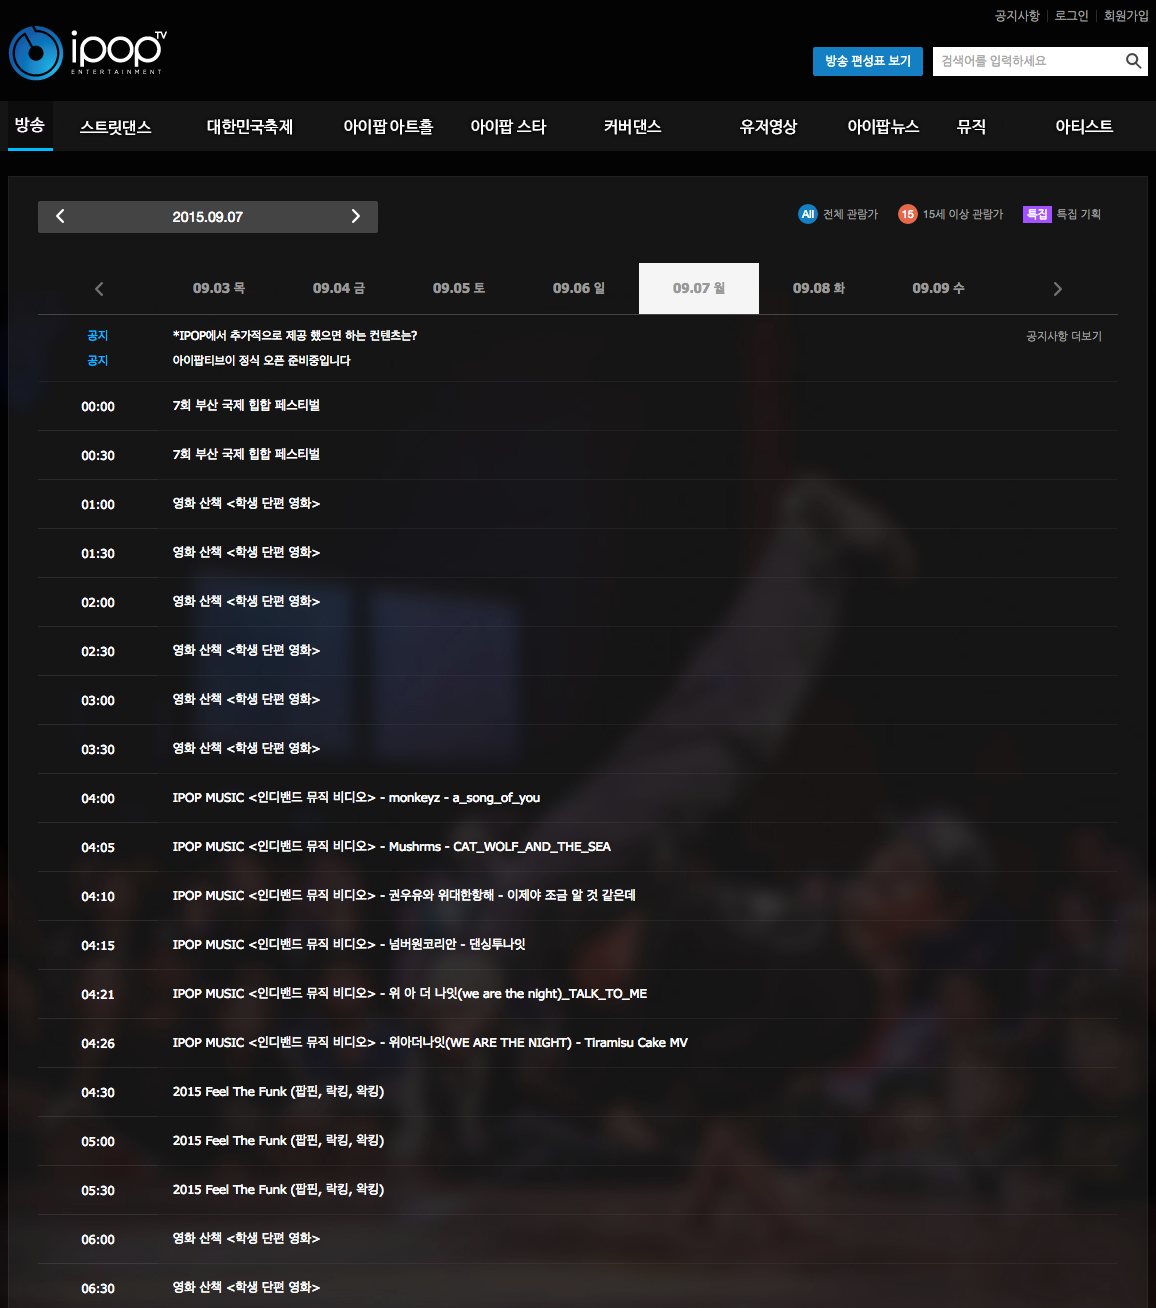 공지사항 로그인 회원가입
ipop TV
ENTERTAINMENT
방송 편성표 보기 검색어를 입력하세요
방송 스트릿댄스 대한민국축제 아이팝 아트홀 아이팝 스타 커버댄스 유저영상 아이팝뉴스 뮤직 아티스트
2015.09.07 All 전체 관람가 15 15세 이상 관람가 특집 특집 기획
09.03 목 09.04 금 09.05 토 09.06 일 09.07 월 09.08 화 09.09 수
공지 *IPOP에서 추가적으로 제공 했으면 하는 컨텐츠는? 공지사항 더보기
공지 아이팝티브이 정식 오픈 준비중입니다
00:00 7회 부산 국제 힙합 페스티벌
00:30 7회 부산 국제 힙합 페스티벌
01:00 영화 산책 <학생 단편 영화>
01:30 영화 산책 <학생 단편 영화>
02:00 영화 산책 <학생 단편 영화>
02:30 영화 산책 <학생 단편 영화>
03:00 영화 산책 <학생 단편 영화>
03:30 영화 산책 <학생 단편 영화>
04:00 IPOP MUSIC <인디밴드 뮤직 비디오> - monkeyz - a_song_of_you
04:05 IPOP MUSIC <인디밴드 뮤직 비디오> - Mushrms - CAT_WOLF_AND_THE_SEA
04:10 IPOP MUSIC <인디밴드 뮤직 비디오> - 권우유와 위대한항해 - 이제야 조금 알 것 같은데
04:15 IPOP MUSIC <인디밴드 뮤직 비디오> - 넘버원코리안 - 댄싱투나잇
04:21 IPOP MUSIC <인디밴드 뮤직 비디오> - 위 아 더 나잇(we are the night)_TALK_TO_ME
04:26 IPOP MUSIC <인디밴드 뮤직 비디오> - 위아더나잇(WE ARE THE NIGHT) - Tiramisu Cake MV
04:30 2015 Feel The Funk (팝핀, 락킹, 왁킹)
05:00 2015 Feel The Funk (팝핀, 락킹, 왁킹)
05:30 2015 Feel The Funk (팝핀, 락킹, 왁킹)
06:00 영화 산책 <학생 단편 영화>
06:30 영화 산책 <학생 단편 영화>